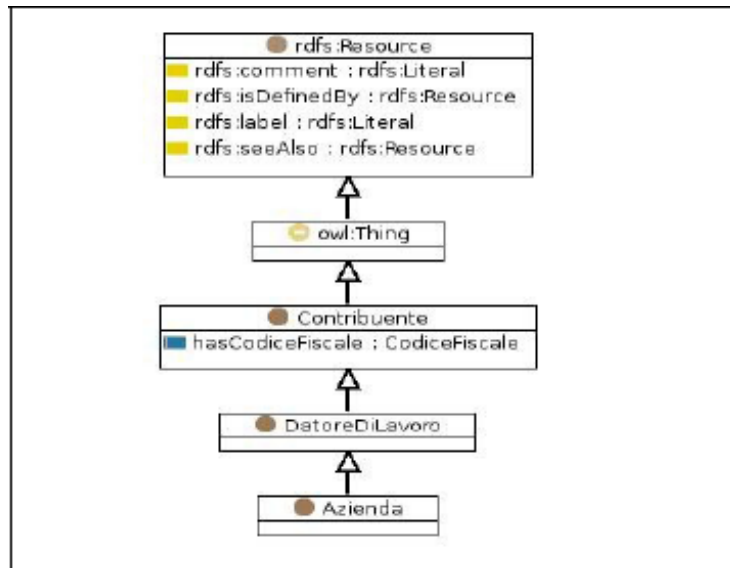 rdfs:Resource
rdfs:comment : rdfs:Literal
rdfs:isDefinedBy : rdfs:Resource
rdfs:label : rdfs:Literal
rdfs:seeAlso : rdfs:Resource
owl:Thing
Contribuente
hasCodiceFiscale : CodiceFiscale
DatoreDiLavoro
Azienda